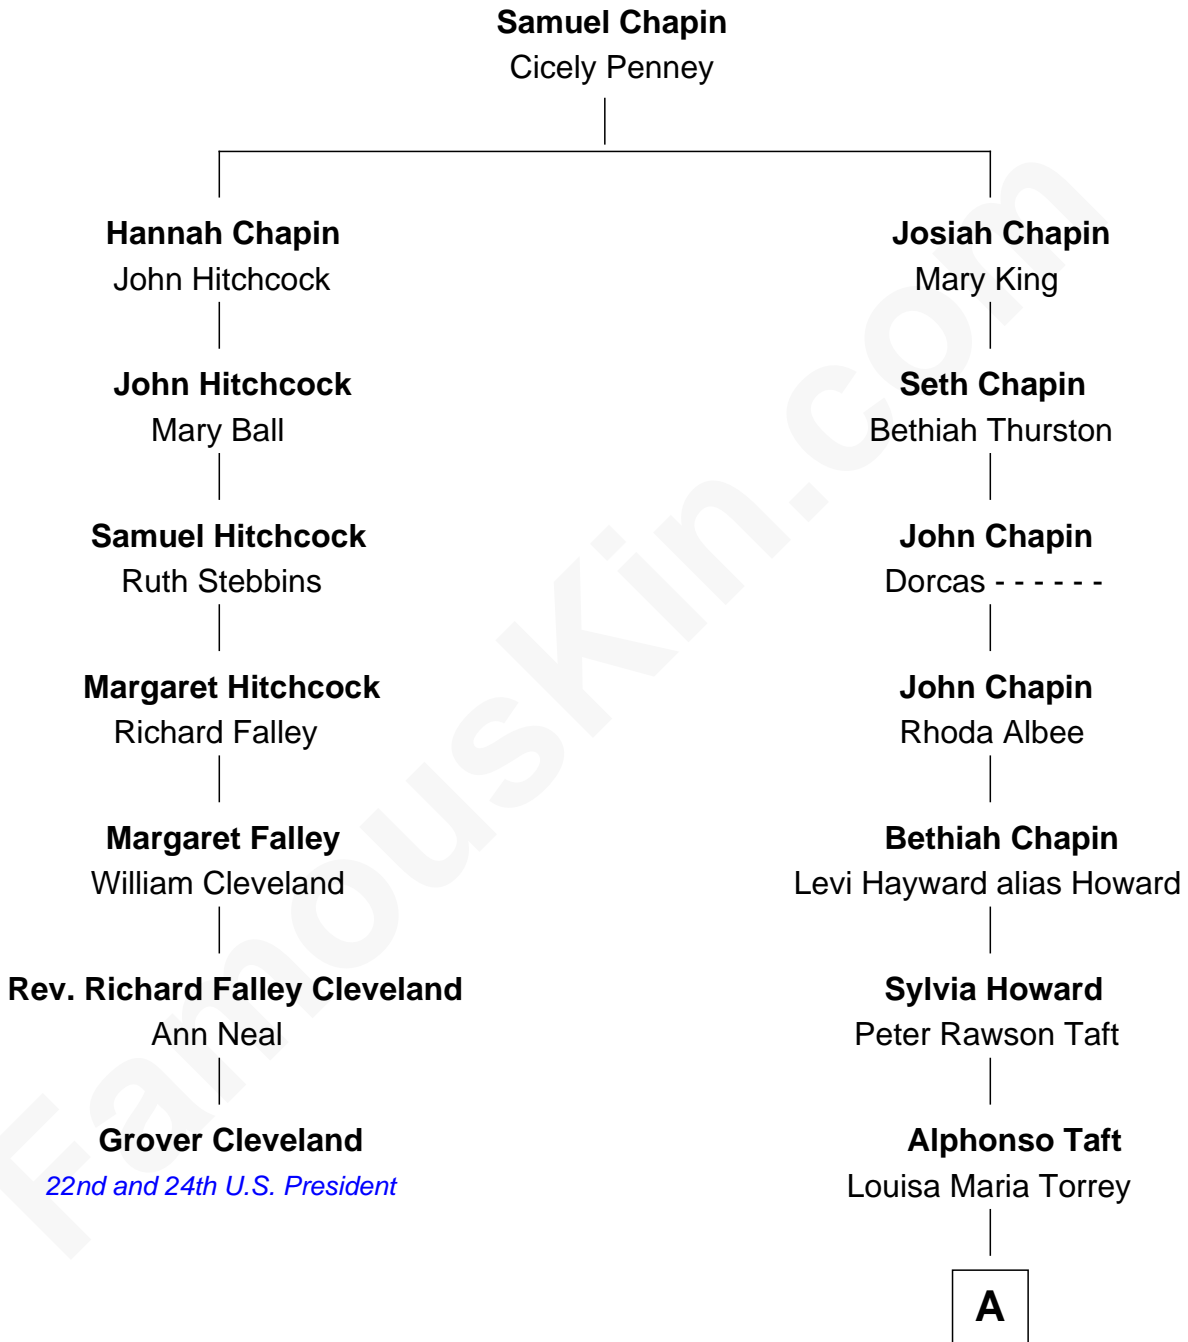 Samuel Chapin
Cicely Penney
Hannah Chapin
John Hitchcock
Josiah Chapin
Mary King
John Hitchcock
Mary Ball
Seth Chapin
Bethiah Thurston
Samuel Hitchcock
Ruth Stebbins
John Chapin
Dorcas - - - - - -
Margaret Hitchcock
Richard Falley
John Chapin
Rhoda Albee
Margaret Falley
William Cleveland
Bethiah Chapin
Levi Hayward alias Howard
Rev. Richard Falley Cleveland
Ann Neal
Sylvia Howard
Peter Rawson Taft
Grover Cleveland
22nd and 24th U.S. President
Alphonso Taft
Louisa Maria Torrey
A
FamousKin.com